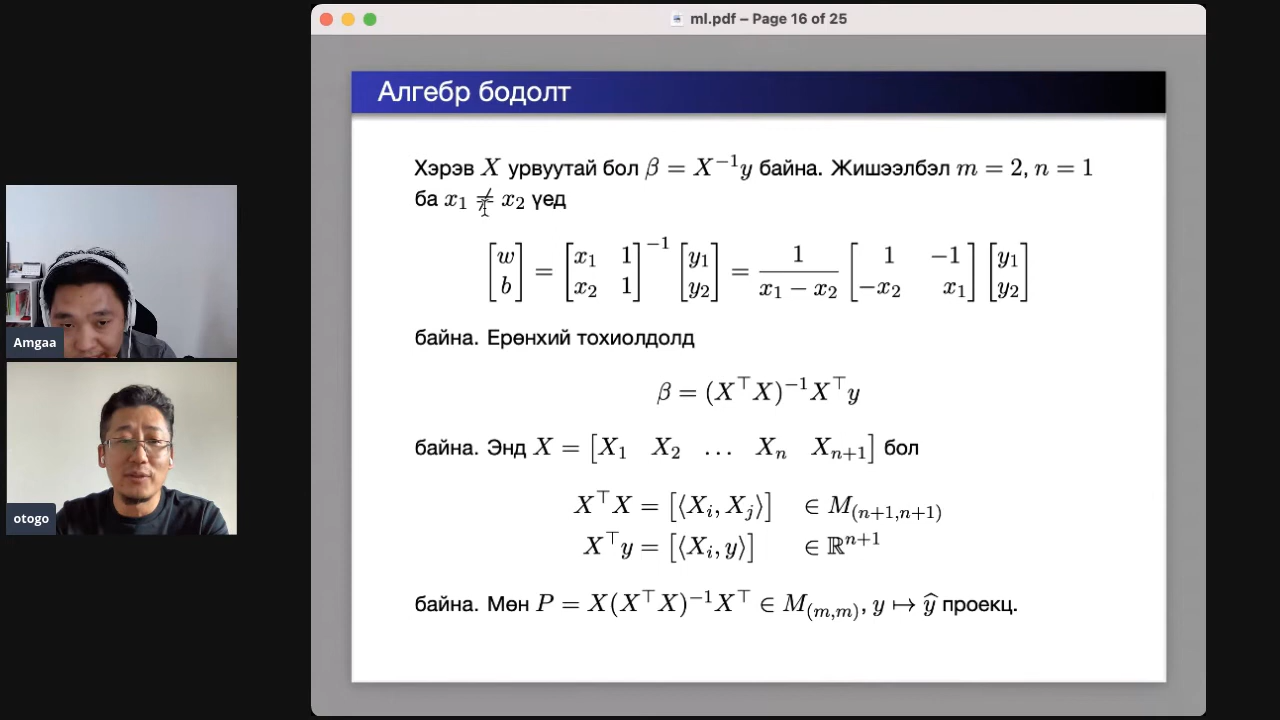 ml.pdf – Page 16 of 25
Алгебр бодолт
Хэрэв X урвуутай бол β = X⁻¹y байна. Жишээлбэл m = 2, n = 1
ба x₁ ≠ x₂ үед
[w b] = [x₁ 1; x₂ 1]⁻¹ [y₁ y₂] = 1/(x₁ − x₂) [1 −1; −x₂ x₁] [y₁ y₂]
байна. Ерөнхий тохиолдолд
β = (X⊤X)⁻¹X⊤y
байна. Энд X = [X₁ X₂ … Xₙ Xₙ₊₁] бол
X⊤X = [⟨Xᵢ, Xⱼ⟩] ∈ M₍ₙ₊₁,ₙ₊₁₎
X⊤y = [⟨Xᵢ, y⟩] ∈ ℝⁿ⁺¹
байна. Мөн P = X(X⊤X)⁻¹X⊤ ∈ M₍ₘ,ₘ₎, y ↦ ŷ проекц.
Amgaa
otogo